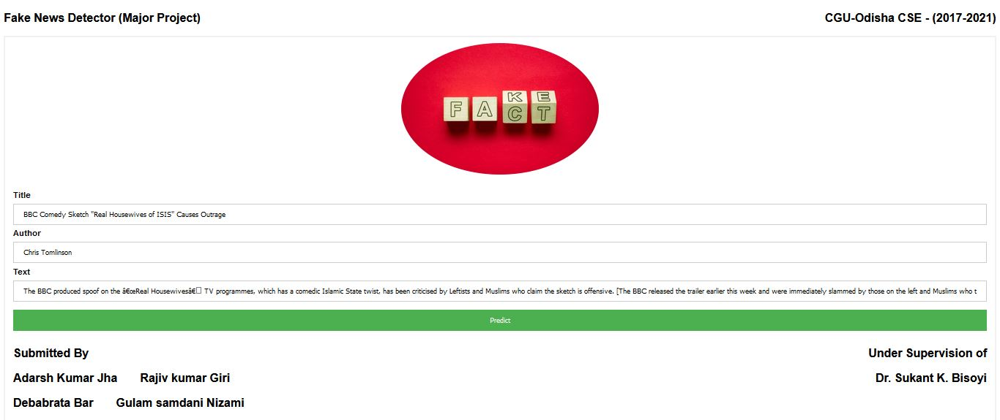 Fake News Detector (Major Project) CGU-Odisha CSE - (2017-2021)
K E
F A C T
Title
BBC Comedy Sketch "Real Housewives of ISIS" Causes Outrage
Author
Chris Tomlinson
Text
The BBC produced spoof on the â€œReal Housewivesâ€□ TV programmes, which has a comedic Islamic State twist, has been criticised by Leftists and Muslims who claim the sketch is offensive. [The BBC released the trailer earlier this week and were immediately slammed by those on the left and Muslims who t
Predict
Submitted By Under Supervision of
Adarsh Kumar Jha Rajiv kumar Giri Dr. Sukant K. Bisoyi
Debabrata Bar Gulam samdani Nizami